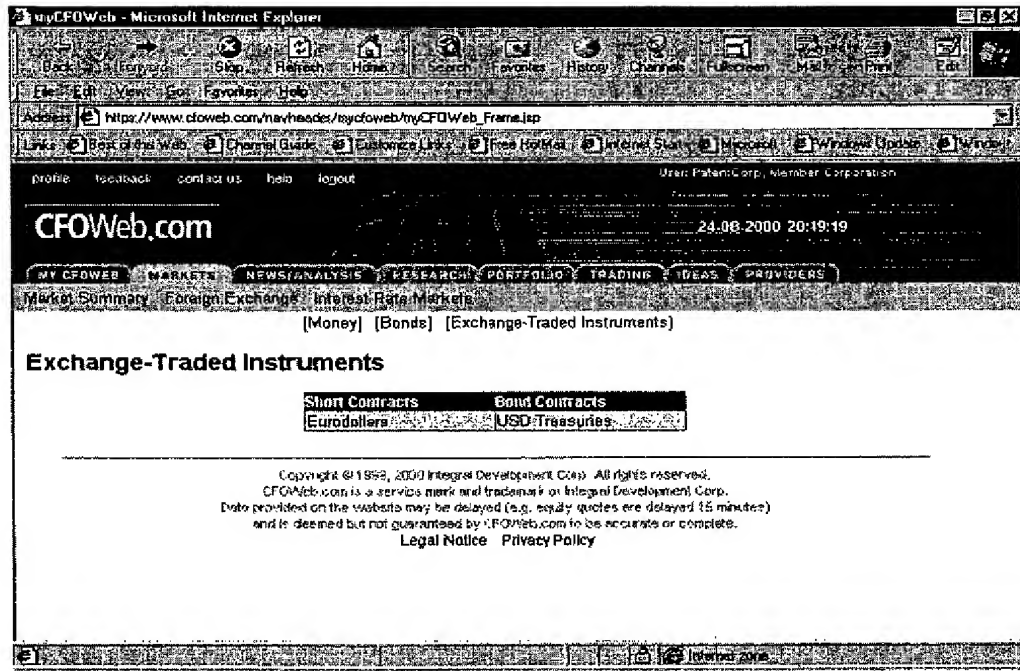 myCFOWeb - Microsoft Internet Explorer
Back Forward Stop Refresh Home Search Favorites History Channels Fullscreen Mail Print Edit
File Edit View Go Favorites Help
Address https://www.cfoweb.com/navheader/mycfoweb/myCFOWeb_Frame.jsp
Links Best of the Web Channel Guide Customize Links Free HotMail Internet Start Microsoft Windows Update Window
profile feedback contact us help logout User: PatentCorp, Member Corporation
CFOWeb.com 24-08-2000 20:19:19
MY CFOWEB MARKETS NEWS/ANALYSIS RESEARCH PORTFOLIO TRADING IDEAS PROVIDERS
Market Summary Foreign Exchange Interest Rate Markets
[Money] [Bonds] [Exchange-Traded Instruments]
Exchange-Traded Instruments
Short Contracts Bond Contracts
Eurodollars USD Treasuries
Copyright © 1999, 2000 Integral Development Corp. All rights reserved.
CFOWeb.com is a service mark and trademark of Integral Development Corp.
Data provided on the website may be delayed (e.g. equity quotes are delayed 15 minutes)
and is deemed but not guaranteed by CFOWeb.com to be accurate or complete.
Legal Notice Privacy Policy
Internet zone